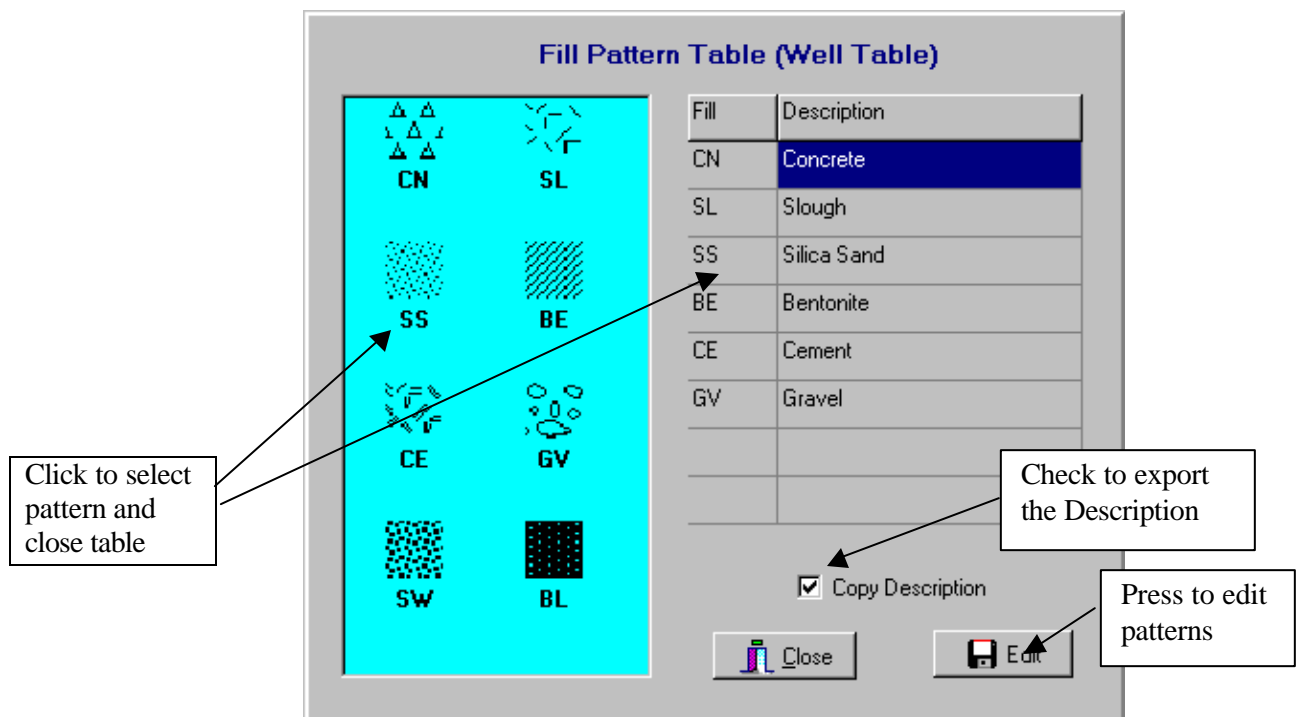 Fill Pattern Table (Well Table)
CN SL
SS BE
CE GV
SW BL
Fill Description
CN Concrete
SL Slough
SS Silica Sand
BE Bentonite
CE Cement
GV Gravel
Copy Description
Close
Edit
Click to select
pattern and
close table
Check to export
the Description
Press to edit
patterns